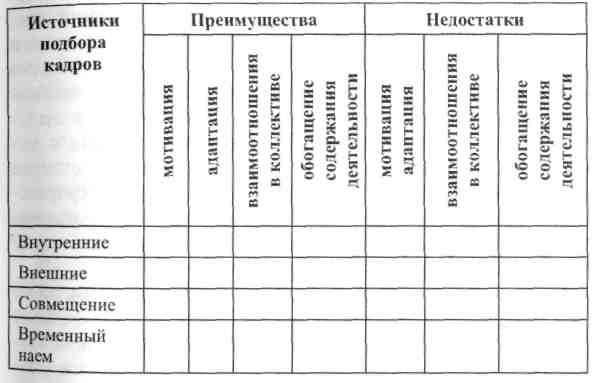 Источники
подбора
кадров
Преимущества
Недостатки
мотивация
адаптация
взаимоотношения
в коллективе
обогащение
содержания
деятельности
мотивация
адаптация
взаимоотношения
в коллективе
обогащение
содержания
деятельности
Внутренние
Внешние
Совмещение
Временный
наем